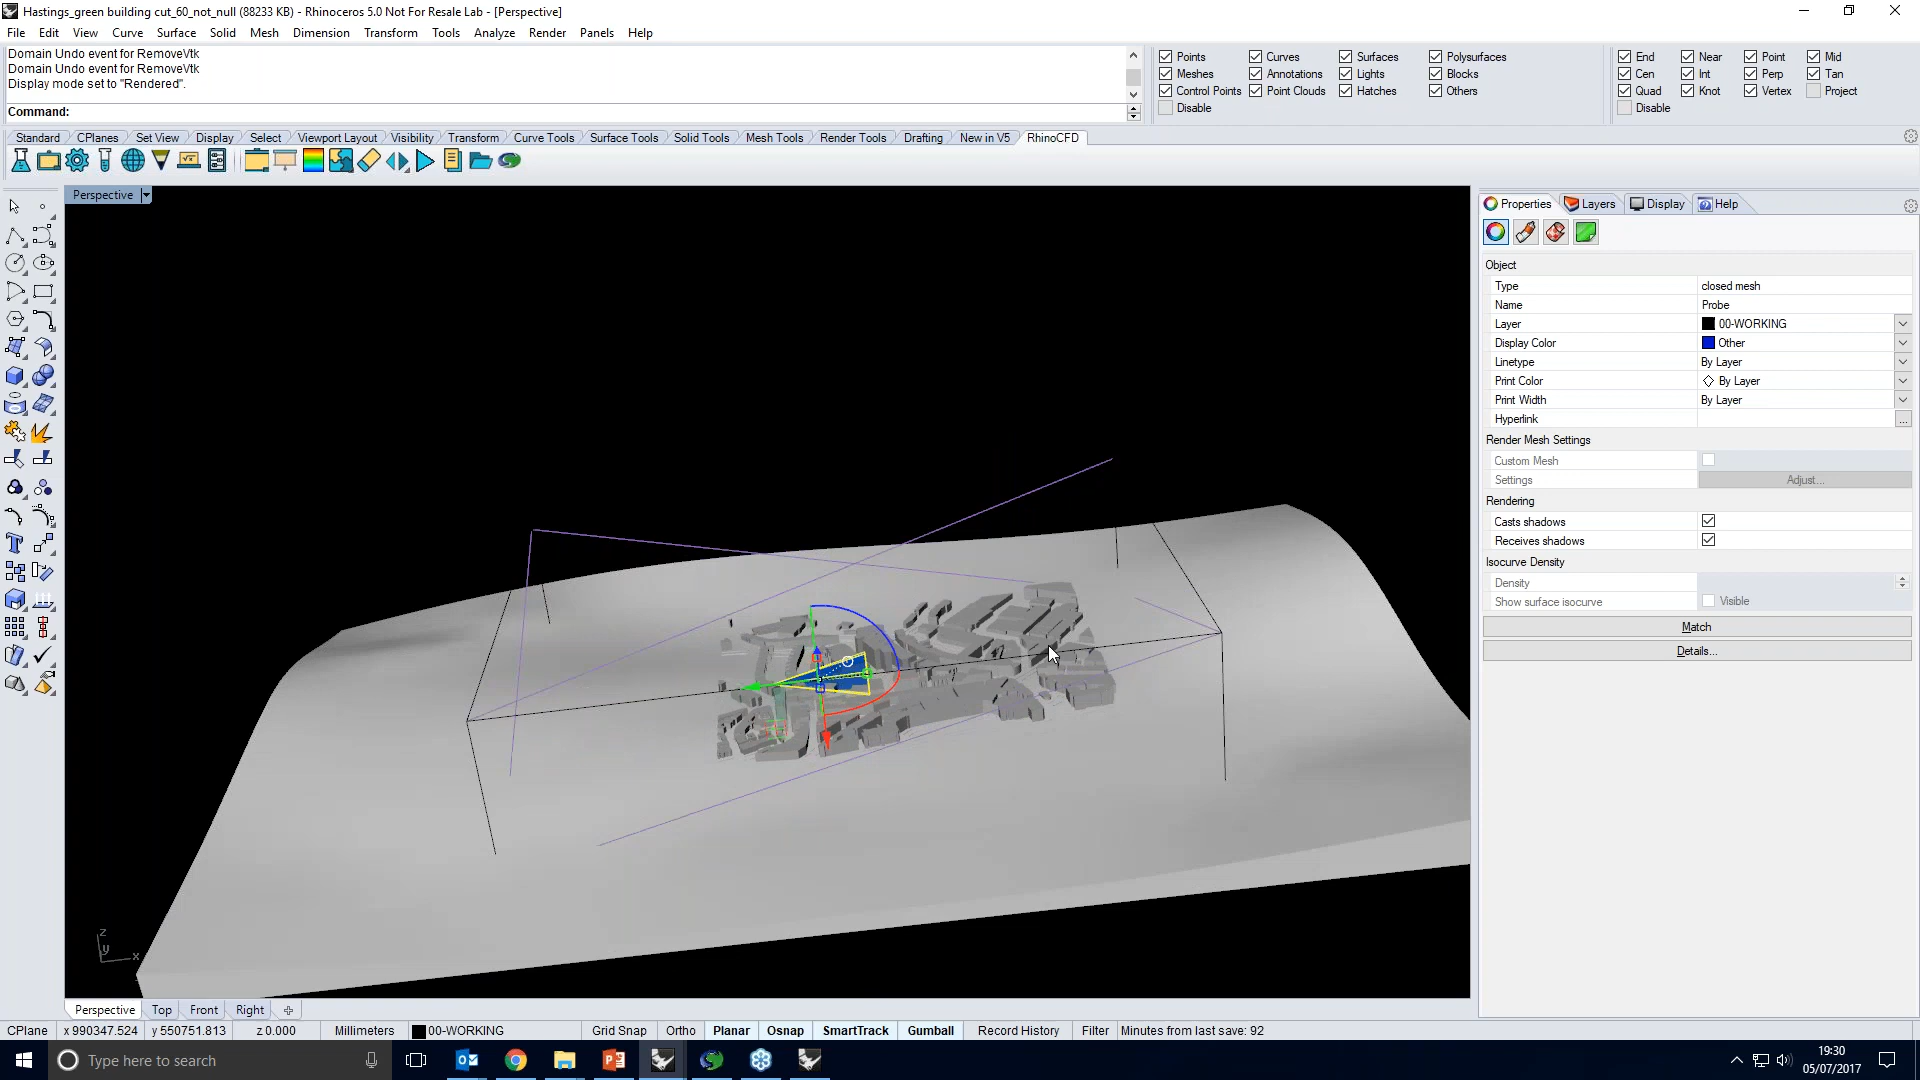 Hastings_green building cut_60_not_null (88233 KB) - Rhinoceros 5.0 Not For Resale Lab - [Perspective]
File Edit View Curve Surface Solid Mesh Dimension Transform Tools Analyze Render Panels Help
Domain Undo event for RemoveVtk
Domain Undo event for RemoveVtk
Display mode set to "Rendered".
Command:
Points Curves Surfaces Polysurfaces
Meshes Annotations Lights Blocks
Control Points Point Clouds Hatches Others
Disable
End Near Point Mid
Cen Int Perp Tan
Quad Knot Vertex Project
Disable
Standard CPlanes Set View Display Select Viewport Layout Visibility Transform Curve Tools Surface Tools Solid Tools Mesh Tools Render Tools Drafting New in V5 RhinoCFD
Perspective
z
y
x
Properties Layers Display Help
Object
Type closed mesh
Name Probe
Layer 00-WORKING
Display Color Other
Linetype By Layer
Print Color By Layer
Print Width By Layer
Hyperlink ...
Render Mesh Settings
Custom Mesh
Settings Adjust...
Rendering
Casts shadows
Receives shadows
Isocurve Density
Density
Show surface isocurve Visible
Match
Details...
Perspective Top Front Right
CPlane x 990347.524 y 550751.813 z 0.000 Millimeters 00-WORKING Grid Snap Ortho Planar Osnap SmartTrack Gumball Record History Filter Minutes from last save: 92
Type here to search
19:30
05/07/2017